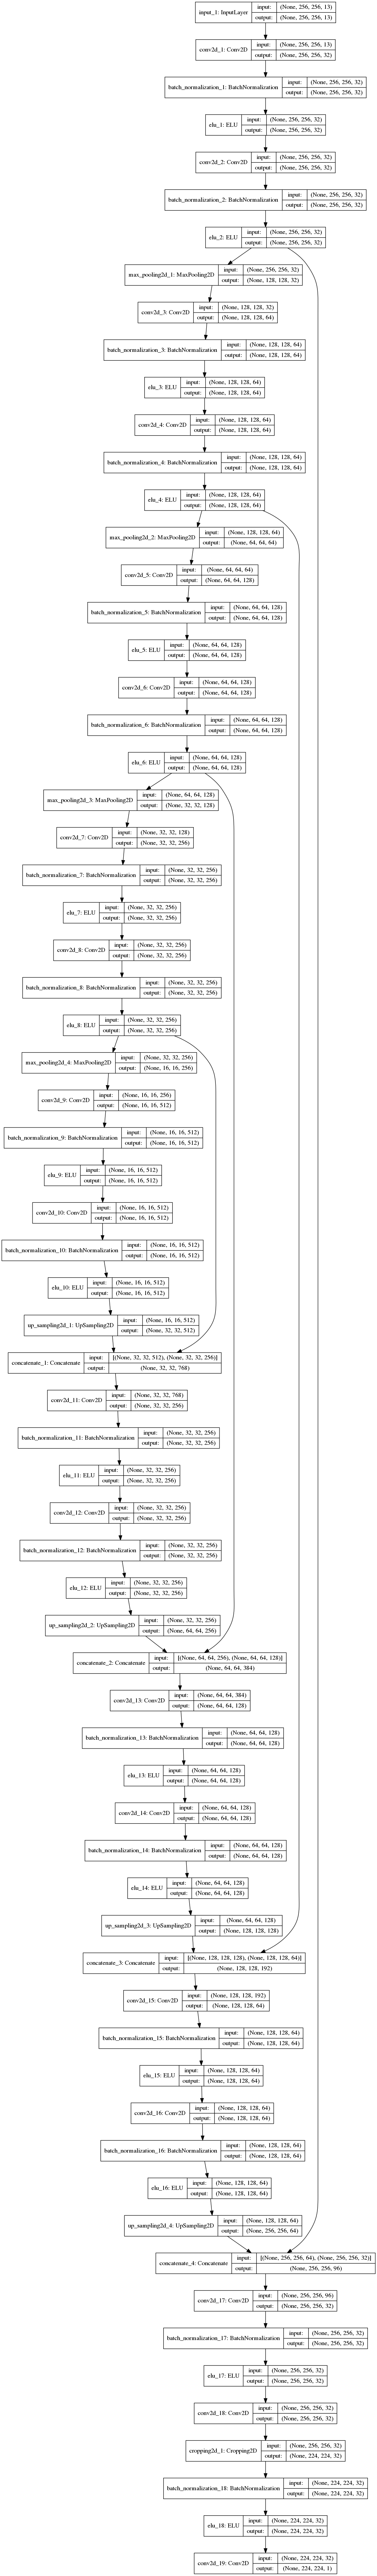 input_1: InputLayer
input: (None, 256, 256, 13)
output: (None, 256, 256, 13)
conv2d_1: Conv2D
input: (None, 256, 256, 13)
output: (None, 256, 256, 32)
batch_normalization_1: BatchNormalization
input: (None, 256, 256, 32)
output: (None, 256, 256, 32)
elu_1: ELU
input: (None, 256, 256, 32)
output: (None, 256, 256, 32)
conv2d_2: Conv2D
input: (None, 256, 256, 32)
output: (None, 256, 256, 32)
batch_normalization_2: BatchNormalization
input: (None, 256, 256, 32)
output: (None, 256, 256, 32)
elu_2: ELU
input: (None, 256, 256, 32)
output: (None, 256, 256, 32)
max_pooling2d_1: MaxPooling2D
input: (None, 256, 256, 32)
output: (None, 128, 128, 32)
conv2d_3: Conv2D
input: (None, 128, 128, 32)
output: (None, 128, 128, 64)
batch_normalization_3: BatchNormalization
input: (None, 128, 128, 64)
output: (None, 128, 128, 64)
elu_3: ELU
input: (None, 128, 128, 64)
output: (None, 128, 128, 64)
conv2d_4: Conv2D
input: (None, 128, 128, 64)
output: (None, 128, 128, 64)
batch_normalization_4: BatchNormalization
input: (None, 128, 128, 64)
output: (None, 128, 128, 64)
elu_4: ELU
input: (None, 128, 128, 64)
output: (None, 128, 128, 64)
max_pooling2d_2: MaxPooling2D
input: (None, 128, 128, 64)
output: (None, 64, 64, 64)
conv2d_5: Conv2D
input: (None, 64, 64, 64)
output: (None, 64, 64, 128)
batch_normalization_5: BatchNormalization
input: (None, 64, 64, 128)
output: (None, 64, 64, 128)
elu_5: ELU
input: (None, 64, 64, 128)
output: (None, 64, 64, 128)
conv2d_6: Conv2D
input: (None, 64, 64, 128)
output: (None, 64, 64, 128)
batch_normalization_6: BatchNormalization
input: (None, 64, 64, 128)
output: (None, 64, 64, 128)
elu_6: ELU
input: (None, 64, 64, 128)
output: (None, 64, 64, 128)
max_pooling2d_3: MaxPooling2D
input: (None, 64, 64, 128)
output: (None, 32, 32, 128)
conv2d_7: Conv2D
input: (None, 32, 32, 128)
output: (None, 32, 32, 256)
batch_normalization_7: BatchNormalization
input: (None, 32, 32, 256)
output: (None, 32, 32, 256)
elu_7: ELU
input: (None, 32, 32, 256)
output: (None, 32, 32, 256)
conv2d_8: Conv2D
input: (None, 32, 32, 256)
output: (None, 32, 32, 256)
batch_normalization_8: BatchNormalization
input: (None, 32, 32, 256)
output: (None, 32, 32, 256)
elu_8: ELU
input: (None, 32, 32, 256)
output: (None, 32, 32, 256)
max_pooling2d_4: MaxPooling2D
input: (None, 32, 32, 256)
output: (None, 16, 16, 256)
conv2d_9: Conv2D
input: (None, 16, 16, 256)
output: (None, 16, 16, 512)
batch_normalization_9: BatchNormalization
input: (None, 16, 16, 512)
output: (None, 16, 16, 512)
elu_9: ELU
input: (None, 16, 16, 512)
output: (None, 16, 16, 512)
conv2d_10: Conv2D
input: (None, 16, 16, 512)
output: (None, 16, 16, 512)
batch_normalization_10: BatchNormalization
input: (None, 16, 16, 512)
output: (None, 16, 16, 512)
elu_10: ELU
input: (None, 16, 16, 512)
output: (None, 16, 16, 512)
up_sampling2d_1: UpSampling2D
input: (None, 16, 16, 512)
output: (None, 32, 32, 512)
concatenate_1: Concatenate
input: [(None, 32, 32, 512), (None, 32, 32, 256)]
output: (None, 32, 32, 768)
conv2d_11: Conv2D
input: (None, 32, 32, 768)
output: (None, 32, 32, 256)
batch_normalization_11: BatchNormalization
input: (None, 32, 32, 256)
output: (None, 32, 32, 256)
elu_11: ELU
input: (None, 32, 32, 256)
output: (None, 32, 32, 256)
conv2d_12: Conv2D
input: (None, 32, 32, 256)
output: (None, 32, 32, 256)
batch_normalization_12: BatchNormalization
input: (None, 32, 32, 256)
output: (None, 32, 32, 256)
elu_12: ELU
input: (None, 32, 32, 256)
output: (None, 32, 32, 256)
up_sampling2d_2: UpSampling2D
input: (None, 32, 32, 256)
output: (None, 64, 64, 256)
concatenate_2: Concatenate
input: [(None, 64, 64, 256), (None, 64, 64, 128)]
output: (None, 64, 64, 384)
conv2d_13: Conv2D
input: (None, 64, 64, 384)
output: (None, 64, 64, 128)
batch_normalization_13: BatchNormalization
input: (None, 64, 64, 128)
output: (None, 64, 64, 128)
elu_13: ELU
input: (None, 64, 64, 128)
output: (None, 64, 64, 128)
conv2d_14: Conv2D
input: (None, 64, 64, 128)
output: (None, 64, 64, 128)
batch_normalization_14: BatchNormalization
input: (None, 64, 64, 128)
output: (None, 64, 64, 128)
elu_14: ELU
input: (None, 64, 64, 128)
output: (None, 64, 64, 128)
up_sampling2d_3: UpSampling2D
input: (None, 64, 64, 128)
output: (None, 128, 128, 128)
concatenate_3: Concatenate
input: [(None, 128, 128, 128), (None, 128, 128, 64)]
output: (None, 128, 128, 192)
conv2d_15: Conv2D
input: (None, 128, 128, 192)
output: (None, 128, 128, 64)
batch_normalization_15: BatchNormalization
input: (None, 128, 128, 64)
output: (None, 128, 128, 64)
elu_15: ELU
input: (None, 128, 128, 64)
output: (None, 128, 128, 64)
conv2d_16: Conv2D
input: (None, 128, 128, 64)
output: (None, 128, 128, 64)
batch_normalization_16: BatchNormalization
input: (None, 128, 128, 64)
output: (None, 128, 128, 64)
elu_16: ELU
input: (None, 128, 128, 64)
output: (None, 128, 128, 64)
up_sampling2d_4: UpSampling2D
input: (None, 128, 128, 64)
output: (None, 256, 256, 64)
concatenate_4: Concatenate
input: [(None, 256, 256, 64), (None, 256, 256, 32)]
output: (None, 256, 256, 96)
conv2d_17: Conv2D
input: (None, 256, 256, 96)
output: (None, 256, 256, 32)
batch_normalization_17: BatchNormalization
input: (None, 256, 256, 32)
output: (None, 256, 256, 32)
elu_17: ELU
input: (None, 256, 256, 32)
output: (None, 256, 256, 32)
conv2d_18: Conv2D
input: (None, 256, 256, 32)
output: (None, 256, 256, 32)
cropping2d_1: Cropping2D
input: (None, 256, 256, 32)
output: (None, 224, 224, 32)
batch_normalization_18: BatchNormalization
input: (None, 224, 224, 32)
output: (None, 224, 224, 32)
elu_18: ELU
input: (None, 224, 224, 32)
output: (None, 224, 224, 32)
conv2d_19: Conv2D
input: (None, 224, 224, 32)
output: (None, 224, 224, 1)